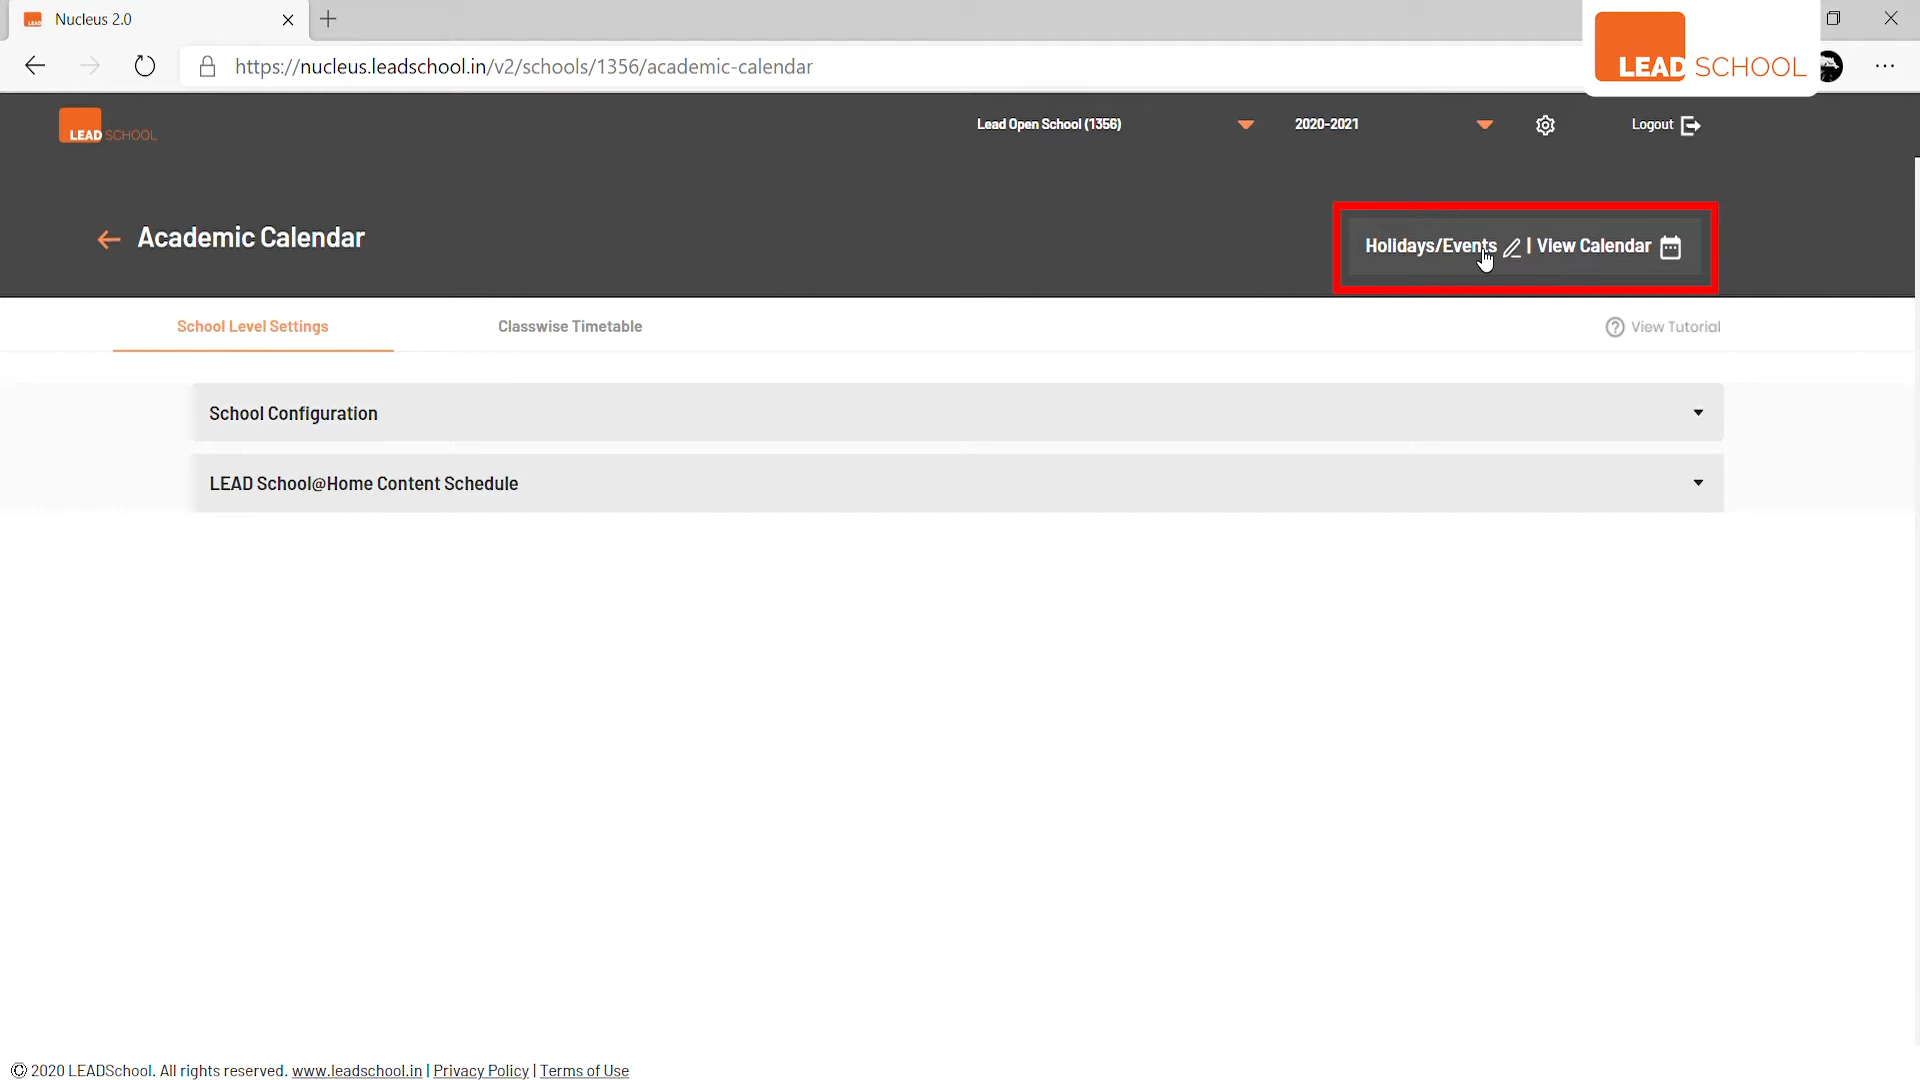 LEAD Nucleus 2.0
https://nucleus.leadschool.in/v2/schools/1356/academic-calendar
LEAD SCHOOL
LEAD SCHOOL
Lead Open School (1356)
2020-2021
Logout
Academic Calendar
Holidays/Events | View Calendar
School Level Settings
Classwise Timetable
? View Tutorial
School Configuration
LEAD School@Home Content Schedule
© 2020 LEADSchool. All rights reserved. www.leadschool.in | Privacy Policy | Terms of Use